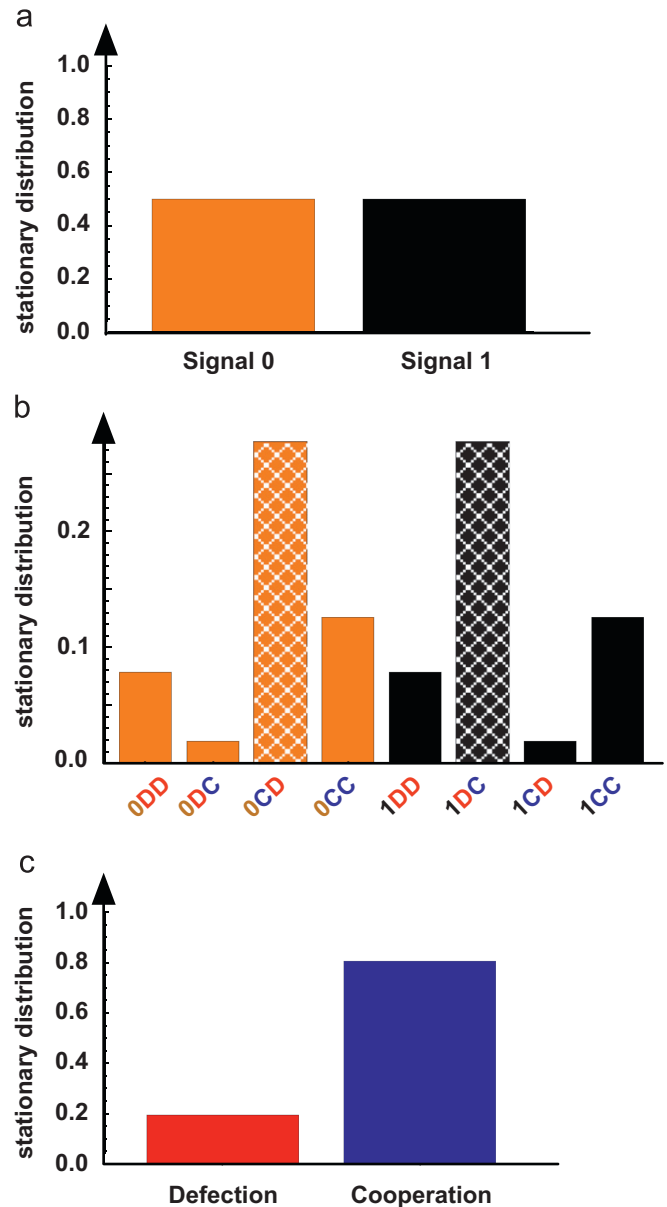 a
stationary distribution
1.0
0.8
0.6
0.4
0.2
0.0
Signal 0 Signal 1
b
stationary distribution
0.2
0.1
0.0
0DD 0DC 0CD 0CC 1DD 1DC 1CD 1CC
c
stationary distribution
1.0
0.8
0.6
0.4
0.2
0.0
Defection Cooperation